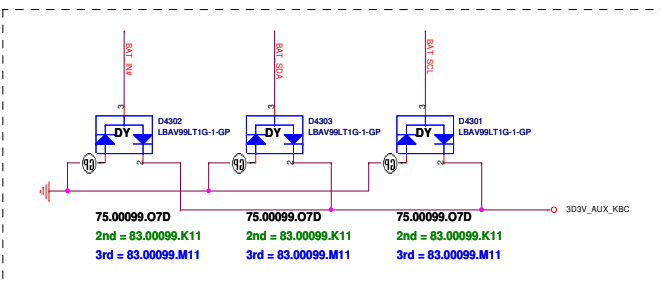 BAT_IN#
BAT_SDA
BAT_SCL
3
3
3
D4302
LBAV99LT1G-1-GP
D4303
LBAV99LT1G-1-GP
D4301
LBAV99LT1G-1-GP
DY
DY
DY
2
2
2
3D3V_AUX_KBC
75.00099.O7D
2nd = 83.00099.K11
3rd = 83.00099.M11
75.00099.O7D
2nd = 83.00099.K11
3rd = 83.00099.M11
75.00099.O7D
2nd = 83.00099.K11
3rd = 83.00099.M11